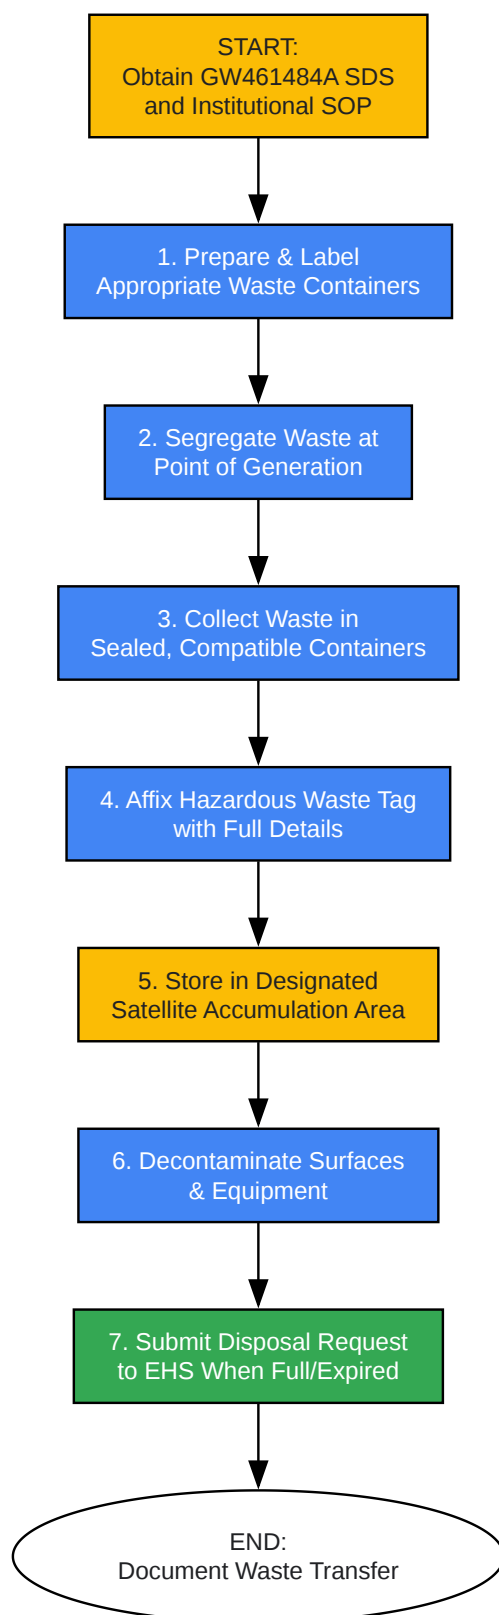 START:
Obtain GW461484A SDS
and Institutional SOP
1. Prepare & Label
Appropriate Waste Containers
2. Segregate Waste at
Point of Generation
3. Collect Waste in
Sealed, Compatible Containers
4. Affix Hazardous Waste Tag
with Full Details
5. Store in Designated
Satellite Accumulation Area
6. Decontaminate Surfaces
& Equipment
7. Submit Disposal Request
to EHS When Full/Expired
END:
Document Waste Transfer